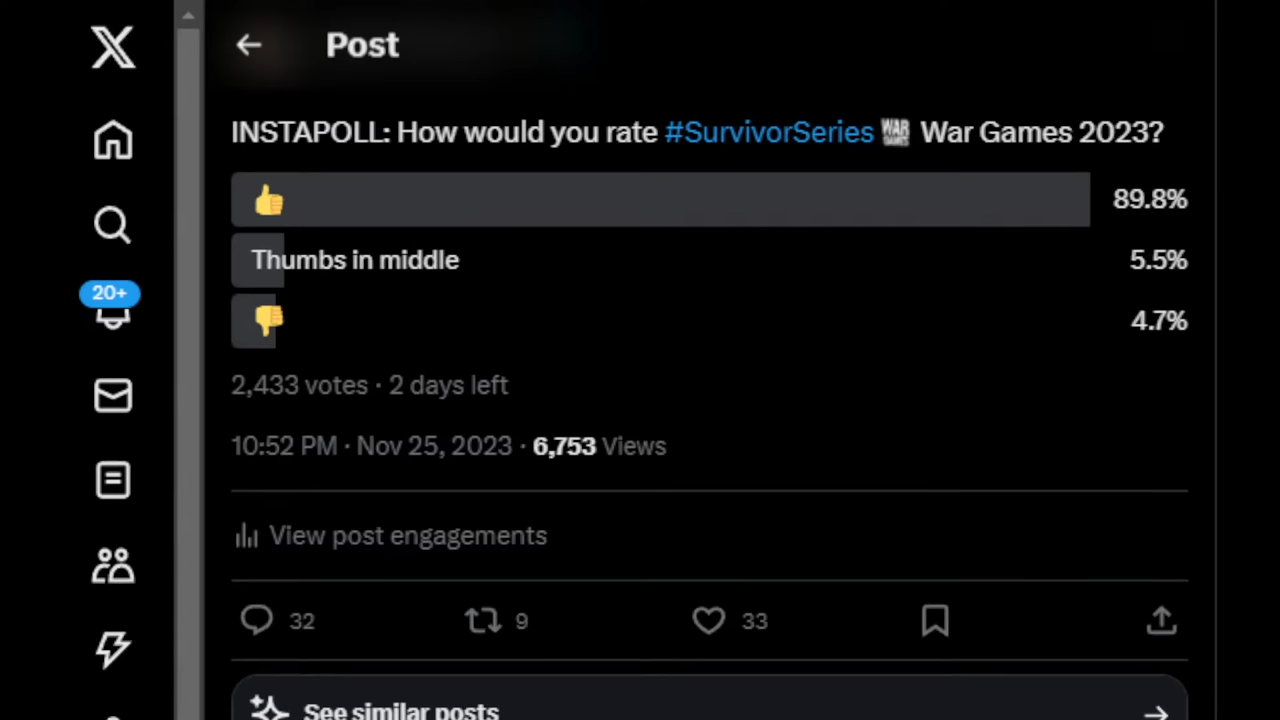 Post
INSTAPOLL: How would you rate #SurvivorSeries WAR GAMES War Games 2023?
👍 89.8%
Thumbs in middle 5.5%
👎 4.7%
20+
2,433 votes · 2 days left
10:52 PM · Nov 25, 2023 · 6,753 Views
View post engagements
32 9 33
See similar posts